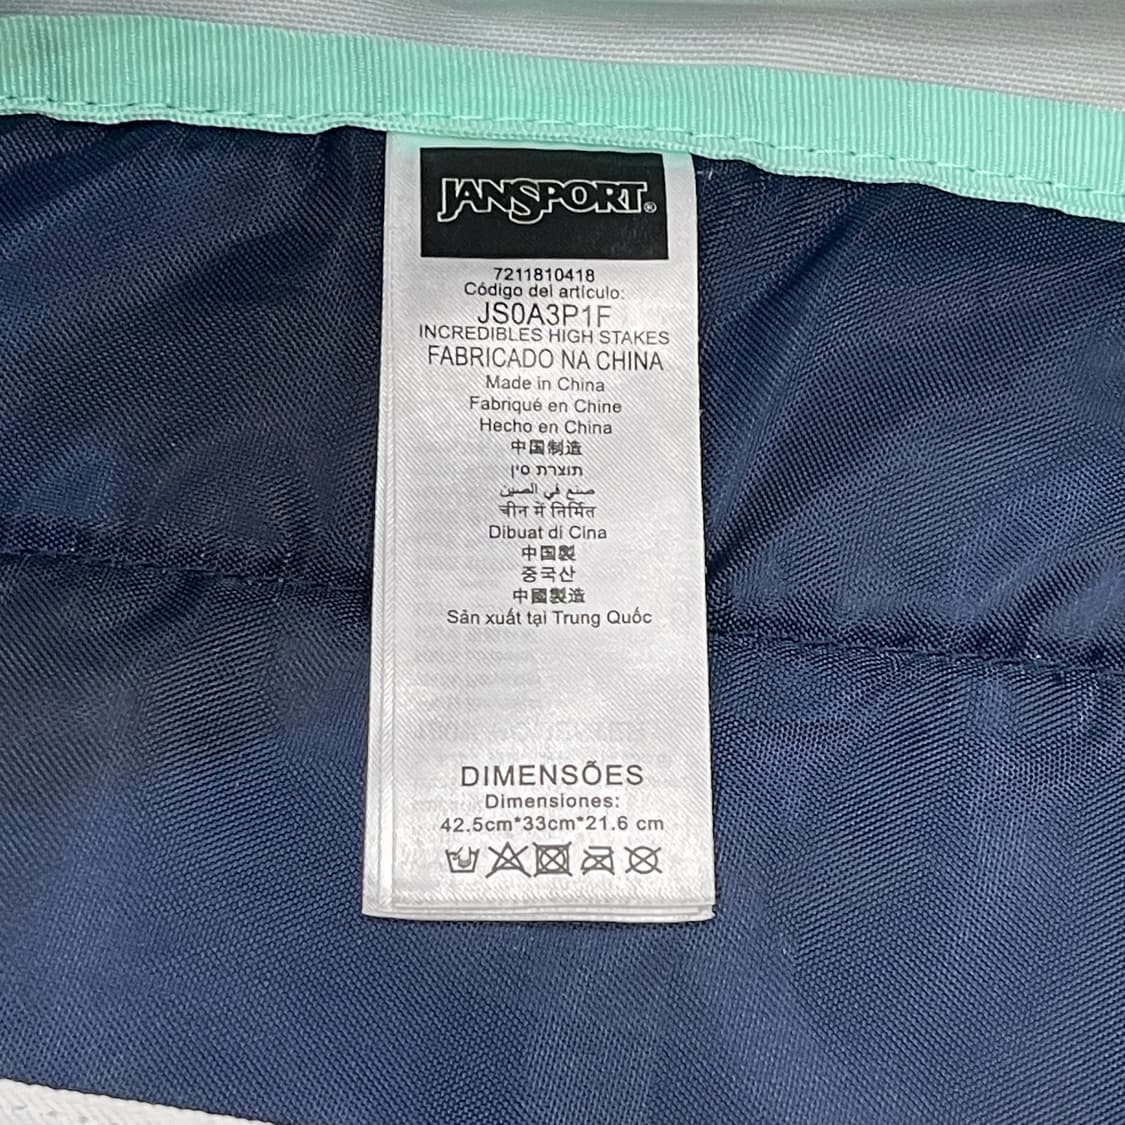 JANSPORT®
7211810418
Código del artículo:
JS0A3P1F
INCREDIBLES HIGH STAKES
FABRICADO NA CHINA
Made in China
Fabriqué en Chine
Hecho en China
中国制造
תוצרת סין
صنع في الصين
चीन में निर्मित
Dibuat di Cina
中国製
중국산
中國製造
Sản xuất tại Trung Quốc
DIMENSÕES
Dimensiones:
42.5cm*33cm*21.6 cm